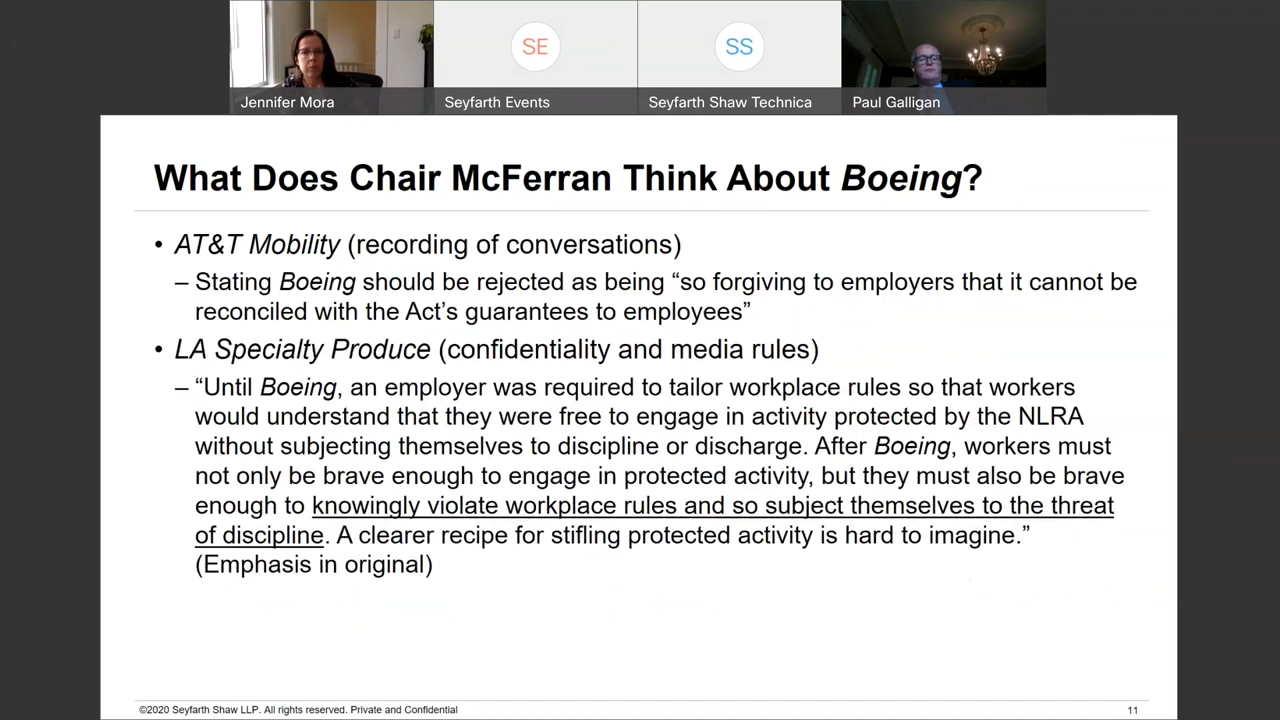 SE
SS
Jennifer Mora
Seyfarth Events
Seyfarth Shaw Technica
Paul Galligan
What Does Chair McFerran Think About Boeing?
• AT&T Mobility (recording of conversations)
– Stating Boeing should be rejected as being “so forgiving to employers that it cannot be
reconciled with the Act’s guarantees to employees”
• LA Specialty Produce (confidentiality and media rules)
– “Until Boeing, an employer was required to tailor workplace rules so that workers
would understand that they were free to engage in activity protected by the NLRA
without subjecting themselves to discipline or discharge. After Boeing, workers must
not only be brave enough to engage in protected activity, but they must also be brave
enough to knowingly violate workplace rules and so subject themselves to the threat
of discipline. A clearer recipe for stifling protected activity is hard to imagine.”
(Emphasis in original)
©2020 Seyfarth Shaw LLP. All rights reserved. Private and Confidential
11